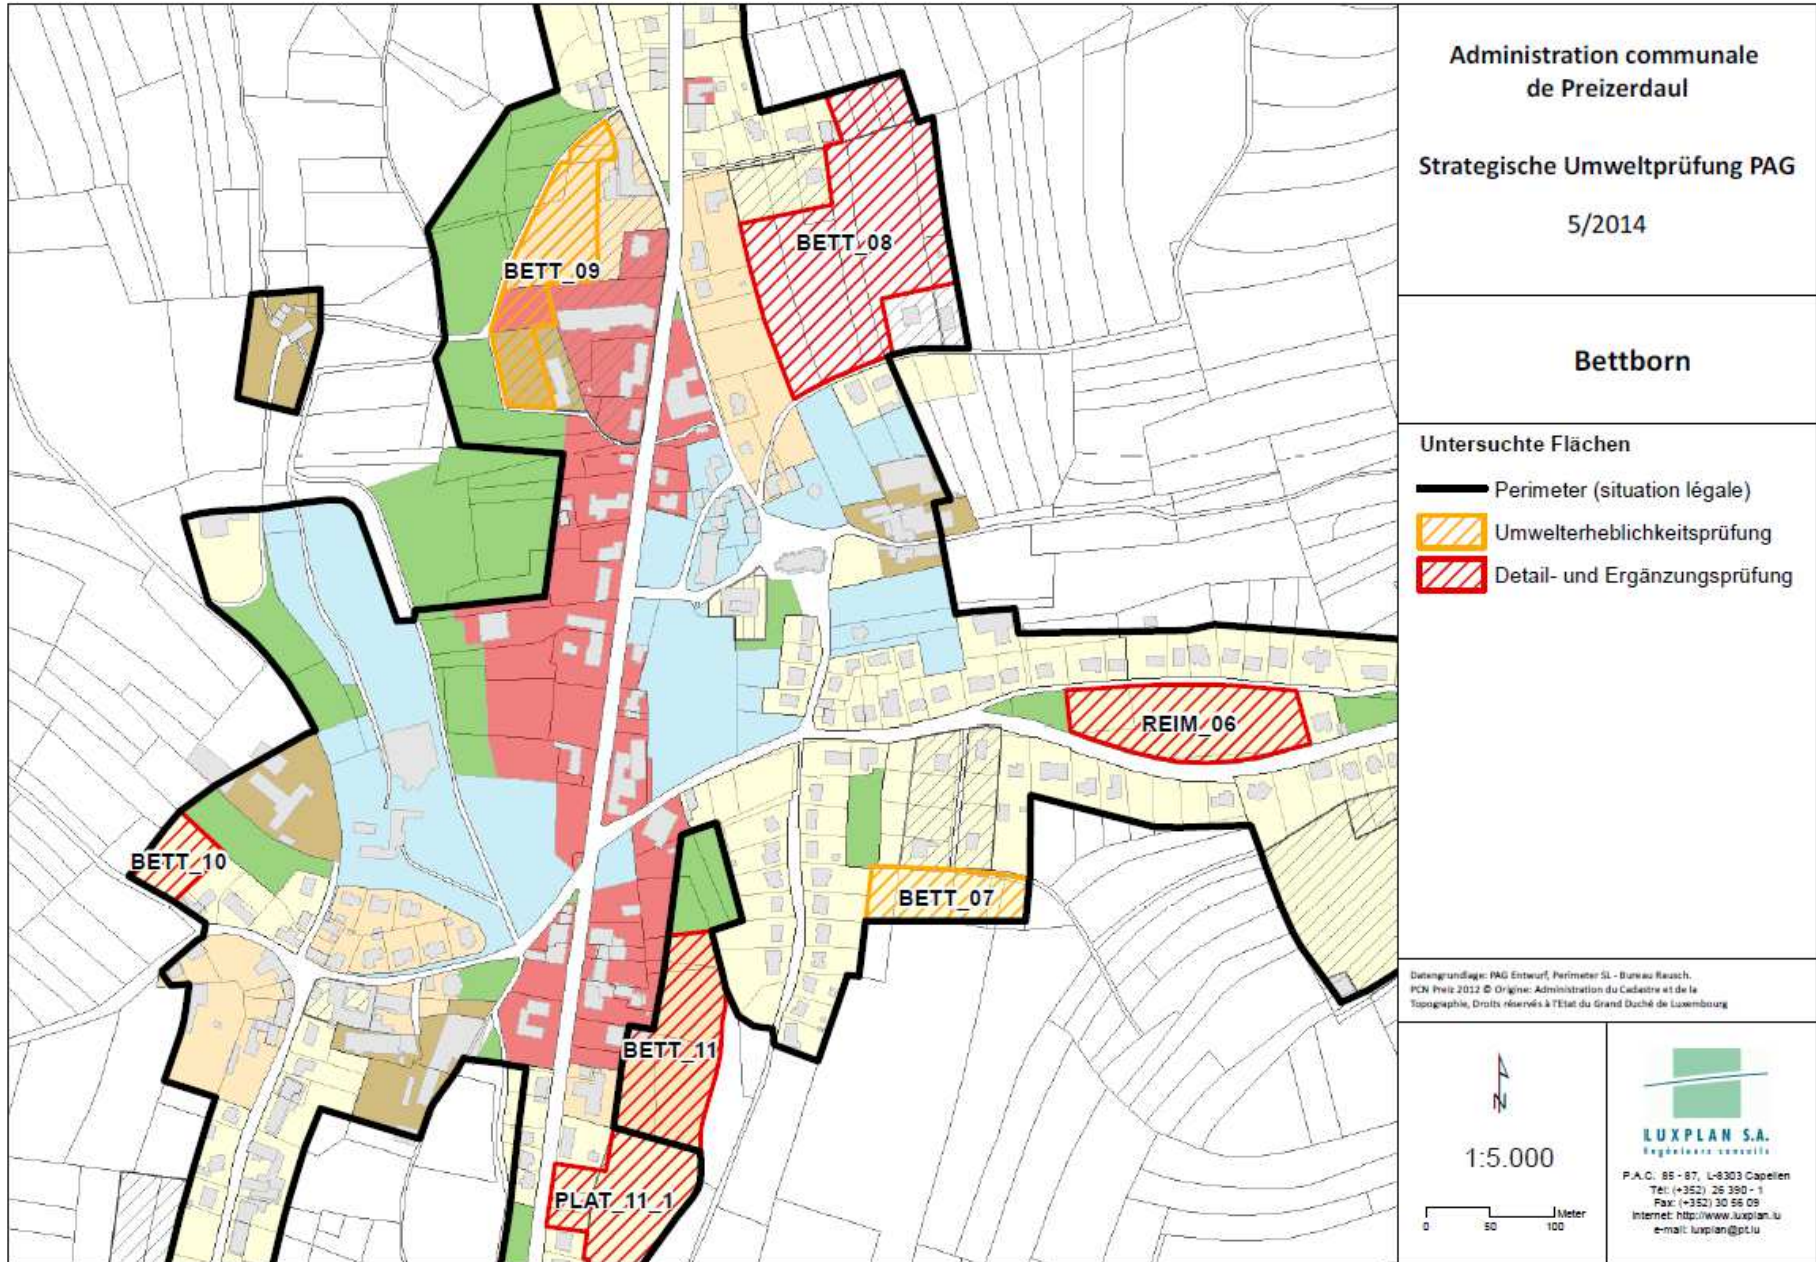 Administration communale
de Preizerdaul
Strategische Umweltprüfung PAG
5/2014
Bettborn
Untersuchte Flächen
Perimeter (situation légale)
Umwelterheblichkeitsprüfung
Detail- und Ergänzungsprüfung
Datengrundlage: PAG Entwurf, Perimeter SL - Bureau Rausch.
PCN Preiz 2012 © Origine: Administration du Cadastre et de la
Topographie, Droits réservés à l'Etat du Grand Duché de Luxembourg
N
1:5.000
Meter
0 50 100
LUXPLAN S.A.
Ingénieurs conseils
P.A.C. 85 - 87, L-8303 Capellen
Tél: (+352) 26 390 - 1
Fax: (+352) 30 56 09
Internet: http://www.luxplan.lu
e-mail: luxplan@pt.lu
BETT_08
BETT_09
REIM_06
BETT_10
BETT_07
BETT_11
PLAT_11_1